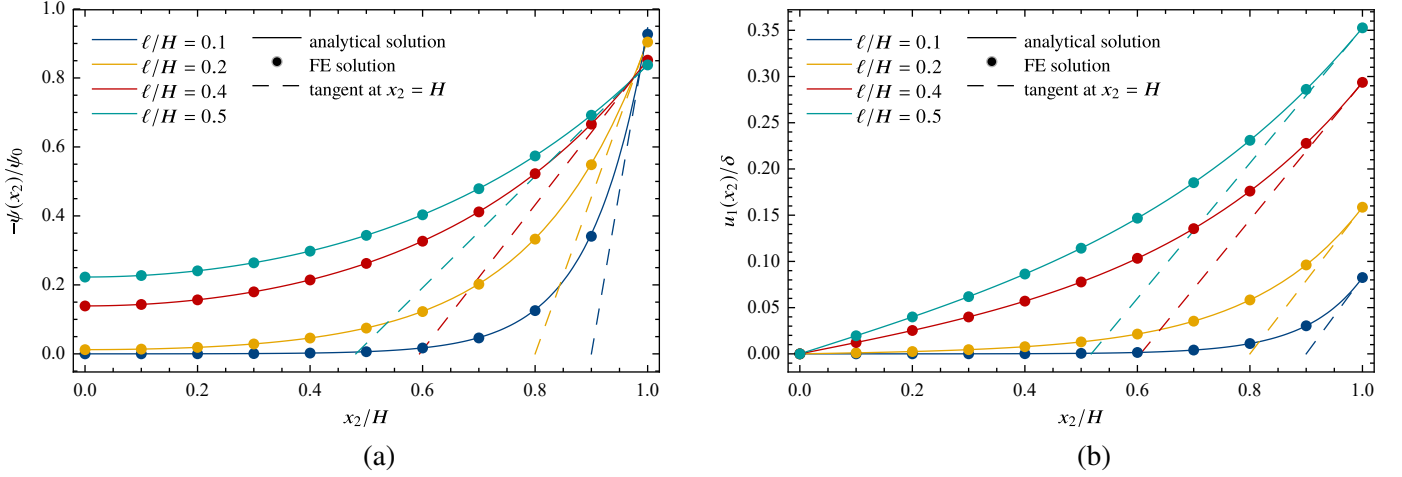 1.0
0.8
0.6
0.4
0.2
0.0
−ψ(x₂)/ψ₀
ℓ/H = 0.1
ℓ/H = 0.2
ℓ/H = 0.4
ℓ/H = 0.5
analytical solution
FE solution
tangent at x₂ = H
0.0 0.2 0.4 0.6 0.8 1.0
x₂/H
(a)
0.35
0.30
0.25
0.20
0.15
0.10
0.05
0.00
u₁(x₂)/δ
ℓ/H = 0.1
ℓ/H = 0.2
ℓ/H = 0.4
ℓ/H = 0.5
analytical solution
FE solution
tangent at x₂ = H
0.0 0.2 0.4 0.6 0.8 1.0
x₂/H
(b)